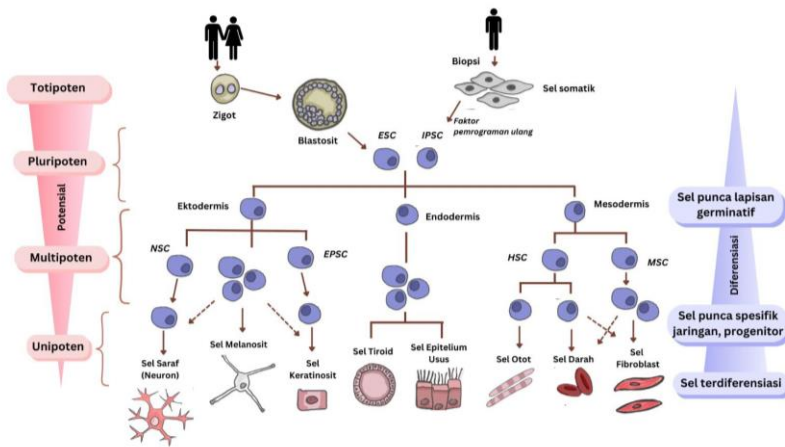 Totipoten
Pluripoten
Potensial
Multipoten
Unipoten
Zigot
Blastosit
Biopsi
Sel somatik
Faktor
pemrograman ulang
ESC
IPSC
Ektodermis
Endodermis
Mesodermis
NSC
EPSC
HSC
MSC
Sel Saraf
(Neuron)
Sel Melanosit
Sel
Keratinosit
Sel Tiroid
Sel Epitelium
Usus
Sel Otot
Sel Darah
Sel
Fibroblast
Sel punca lapisan
germinatif
Diferensiasi
Sel punca spesifik
jaringan, progenitor
Sel terdiferensiasi